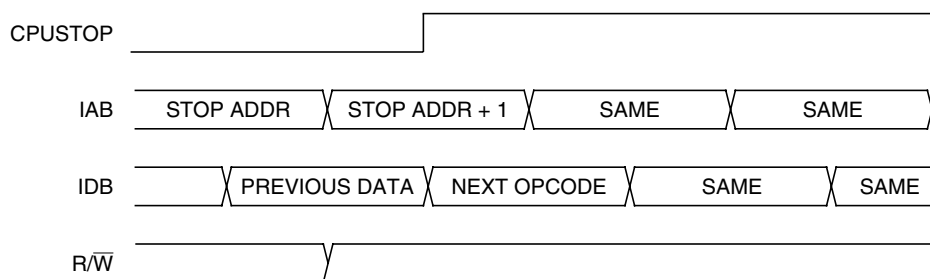 CPUSTOP
IAB STOP ADDR STOP ADDR + 1 SAME SAME
IDB PREVIOUS DATA NEXT OPCODE SAME SAME
R/W̅